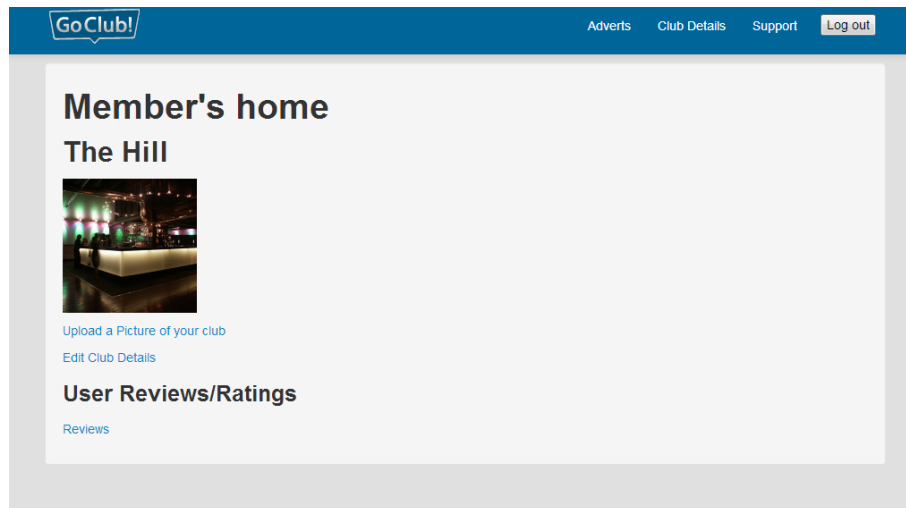 GoClub!
Adverts Club Details Support Log out
Member's home
The Hill
Upload a Picture of your club
Edit Club Details
User Reviews/Ratings
Reviews